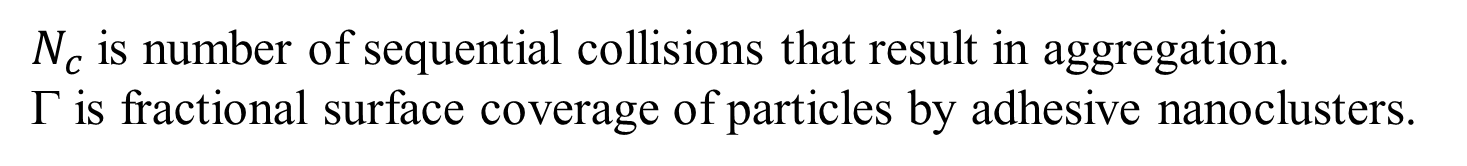 N_c is number of sequential collisions that result in aggregation.
Γ is fractional surface coverage of particles by adhesive nanoclusters.